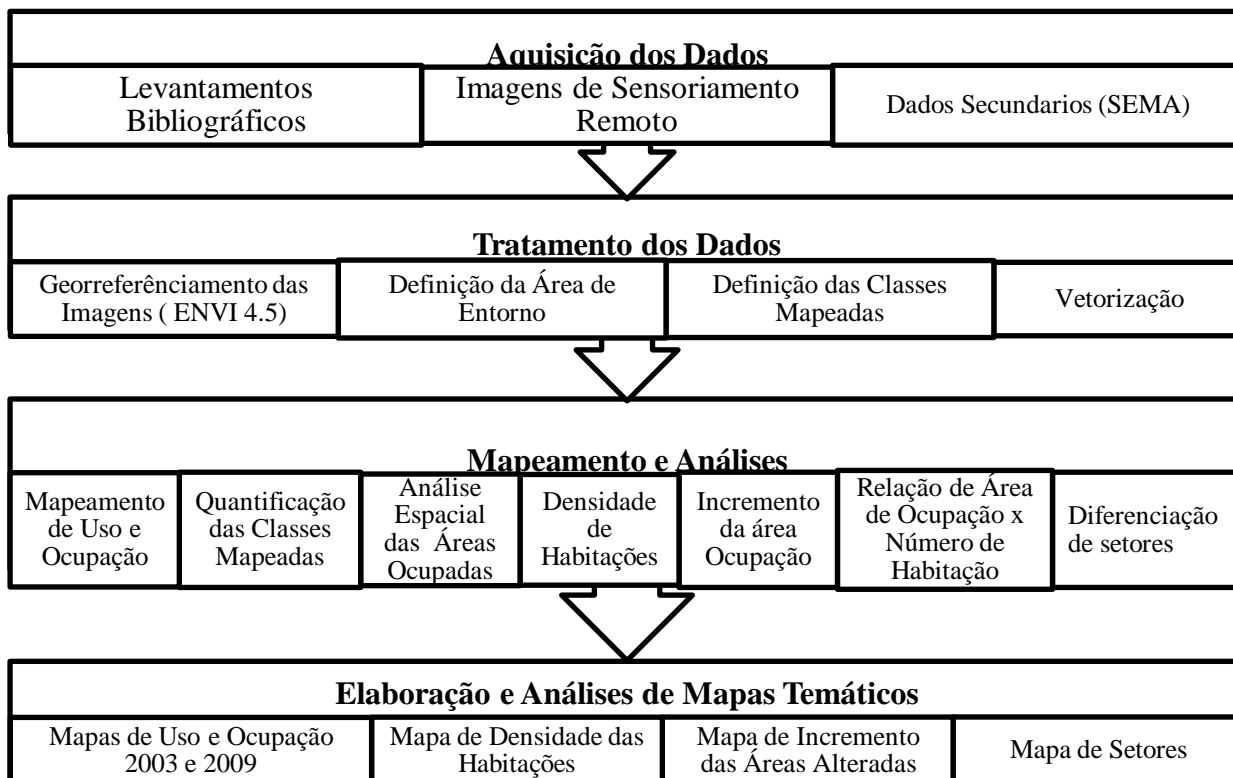 Aquisição dos Dados
Levantamentos
Bibliográficos
Imagens de Sensoriamento
Remoto
Dados Secundarios (SEMA)
Tratamento dos Dados
Georreferênciamento das
Imagens ( ENVI 4.5)
Definição da Área de
Entorno
Definição das Classes
Mapeadas
Vetorização
Mapeamento e Análises
Mapeamento
de Uso e
Ocupação
Quantificação
das Classes
Mapeadas
Análise
Espacial
das Áreas
Ocupadas
Densidade
de
Habitações
Incremento
da área
Ocupação
Relação de Área
de Ocupação x
Número de
Habitação
Diferenciação
de setores
Elaboração e Análises de Mapas Temáticos
Mapas de Uso e Ocupação
2003 e 2009
Mapa de Densidade das
Habitações
Mapa de Incremento
das Áreas Alteradas
Mapa de Setores